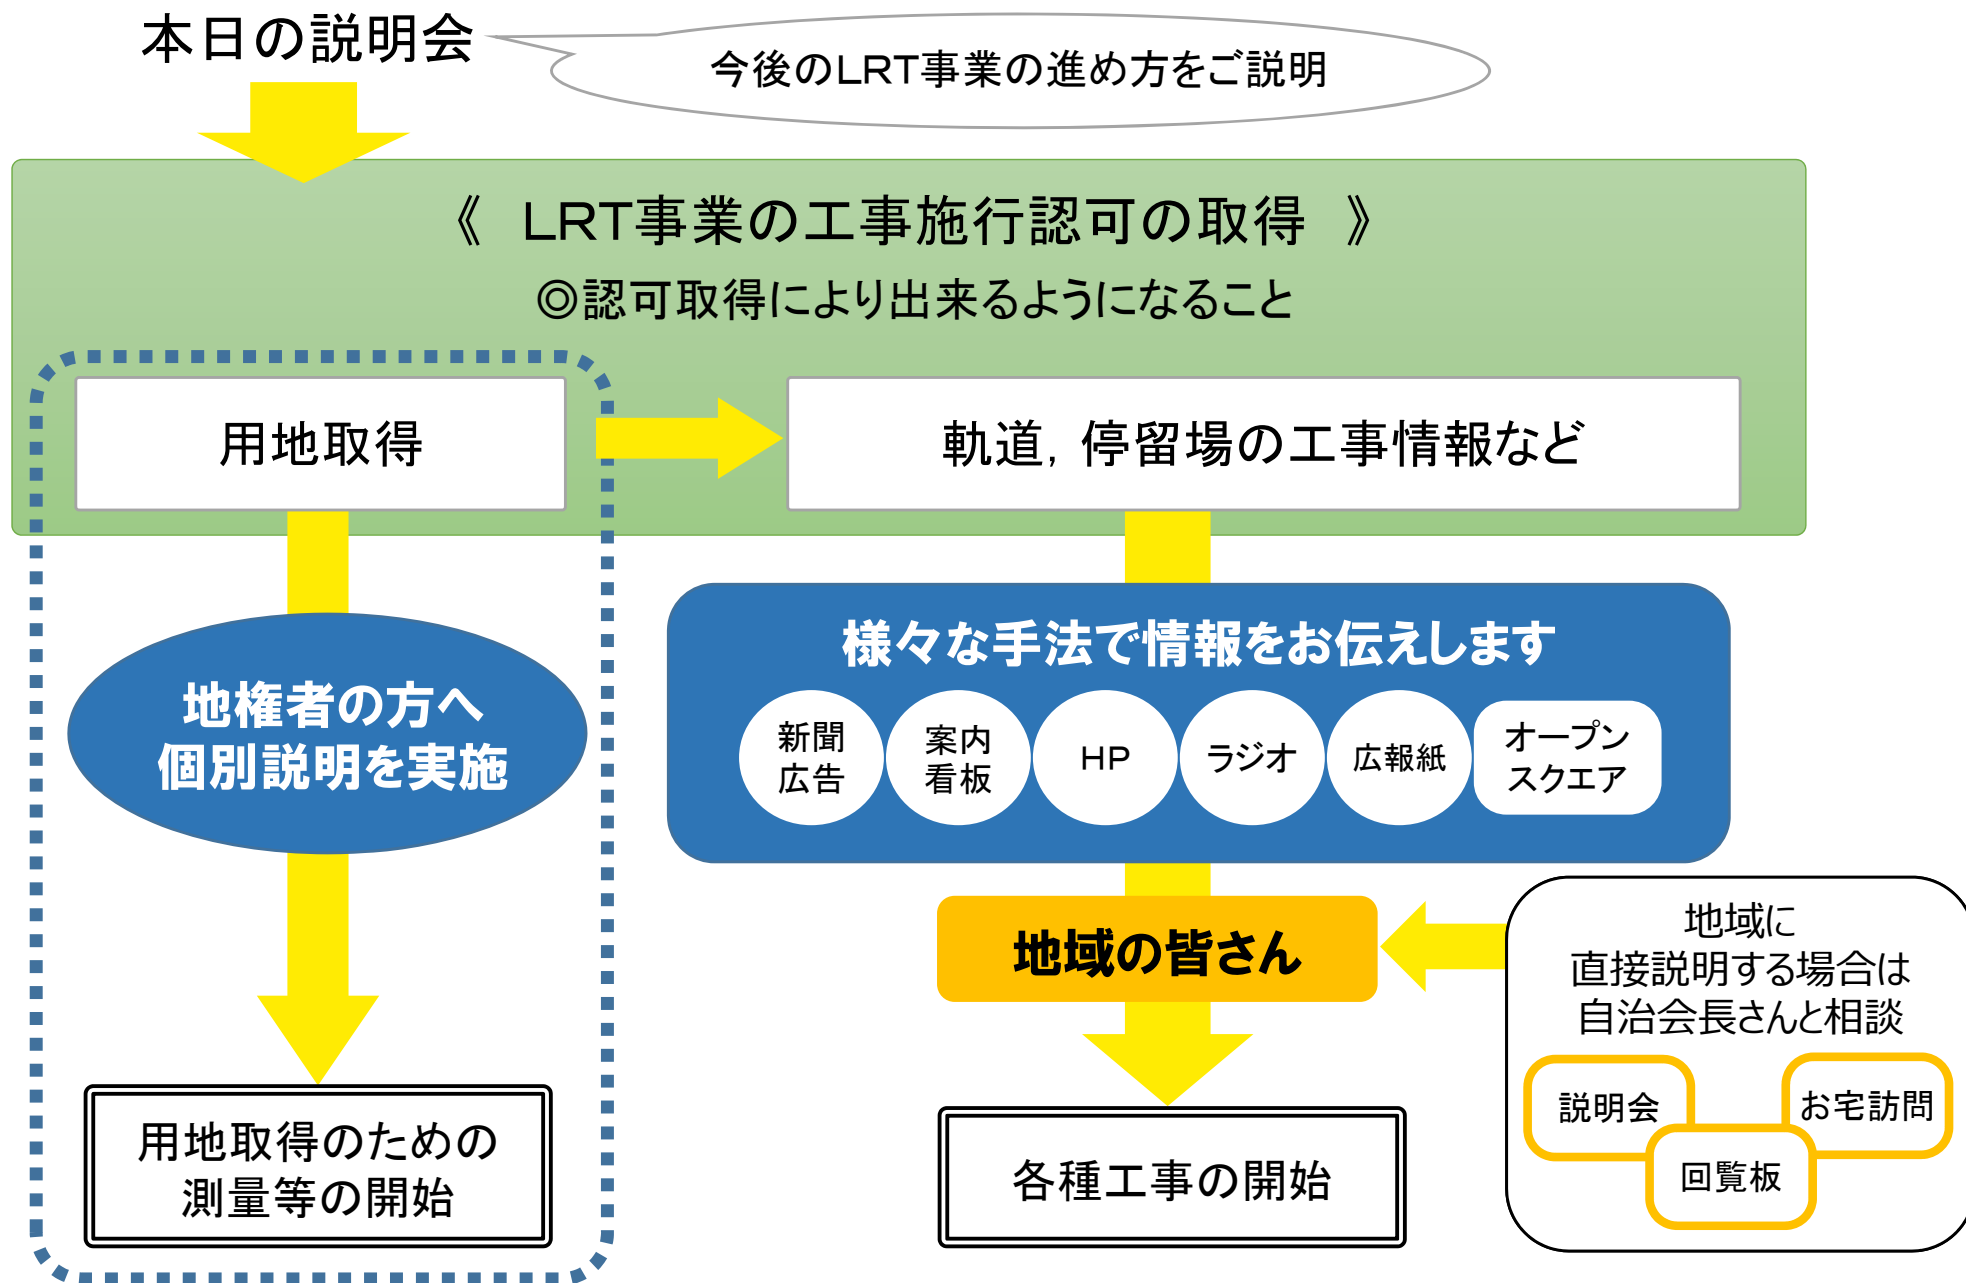 本日の説明会
今後のLRT事業の進め方をご説明
《　LRT事業の工事施行認可の取得　》
◎認可取得により出来るようになること
用地取得
軌道，停留場の工事情報など
地権者の方へ
個別説明を実施
様々な手法で情報をお伝えします
新聞
広告
案内
看板
HP
ラジオ
広報紙
オープン
スクエア
地域の皆さん
地域に
直接説明する場合は
自治会長さんと相談
説明会
お宅訪問
回覧板
用地取得のための
測量等の開始
各種工事の開始